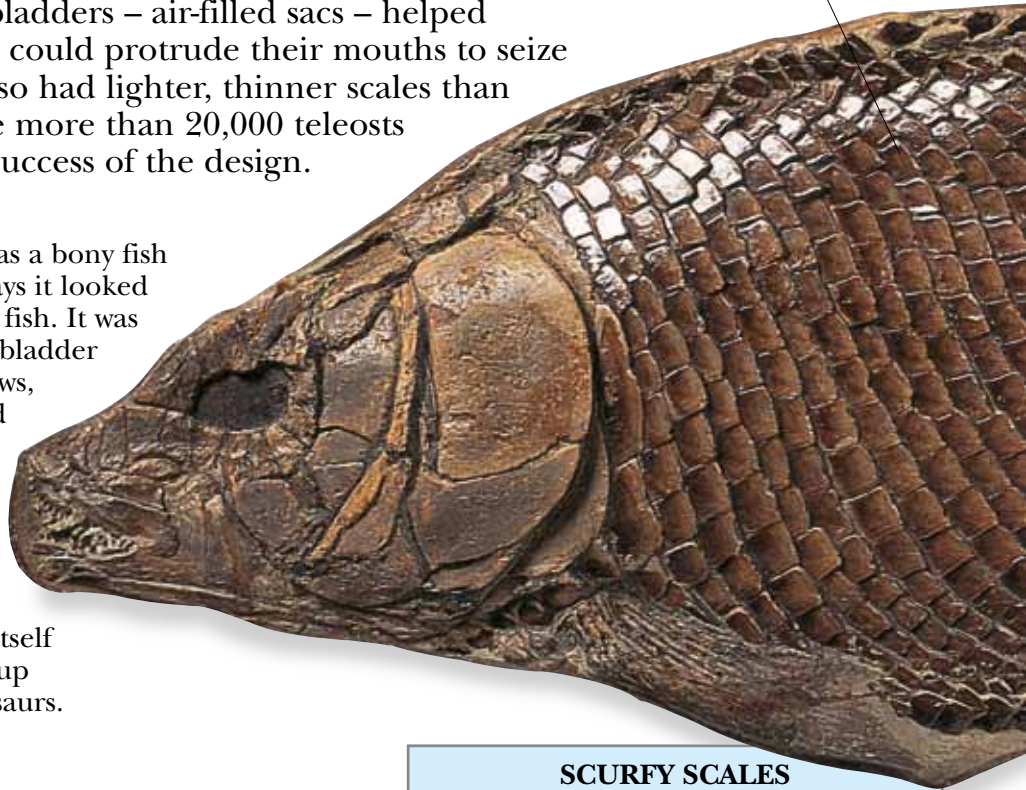 bladders – air-filled sacs – helped
could protrude their mouths to seize
so had lighter, thinner scales than
e more than 20,000 teleosts
uccess of the design.
as a bony fish
ays it looked
fish. It was
bladder
ws,
d
tself
up
saurs.
SCURFY SCALES